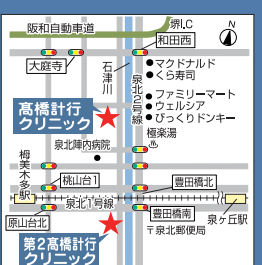 阪和自動車道
堺I.C
N
和田西
大庭寺
石津川
泉北2号線
マクドナルド
くら寿司
ファミリーマート
ウェルシア
びっくりドンキー
髙橋計行
クリニック
極楽湯
泉北陣内病院
栂美木多駅
桃山台1
豊田橋北
泉北1号線
原山台北
豊田橋南
泉ヶ丘駅
〒泉北郵便局
第2髙橋計行
クリニック